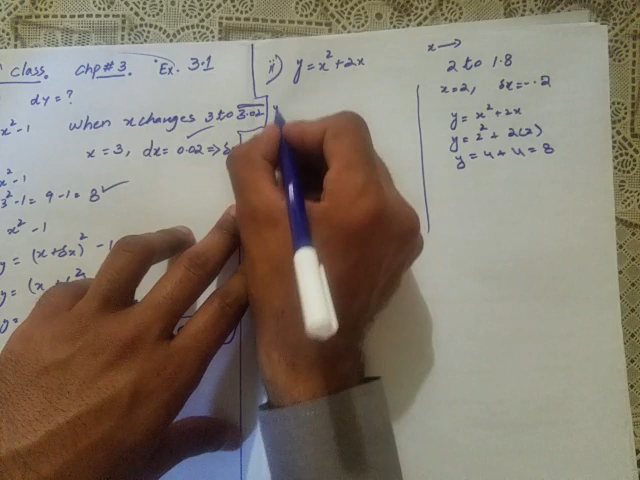 class. Chp # 3 Ex. 3.1
dy = ?
x² - 1
when x changes 3 to 3.02
x = 3, dx = 0.02 ⇒
x² - 1
3² - 1 = 9 - 1 = 8 ✓
x² - 1
y = (x + δx)² - 1
y = (x
ii) y = x² + 2x
x →
2 to 1.8
x = 2, δx = -.2
y = x² + 2x
y = 2² + 2(2)
y = 4 + 4 = 8